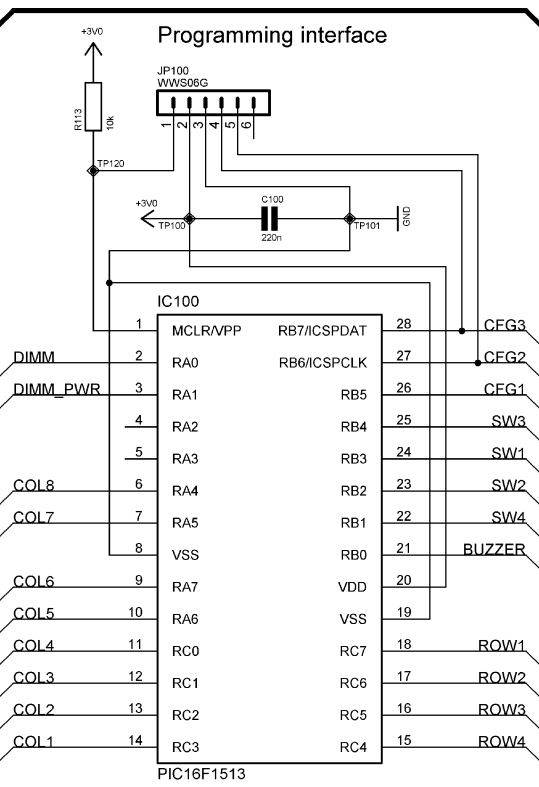 Programming interface
+3V0
JP100
WWS06G
R113
10k
1 2 3 4 5 6
TP120
+3V0
C100
220n
TP100
TP101
GND
IC100
1 MCLR/VPP RB7/ICSPDAT 28 CFG3
DIMM 2 RA0 RB6/ICSPCLK 27 CFG2
DIMM_PWR 3 RA1 RB5 26 CFG1
4 RA2 RB4 25 SW3
5 RA3 RB3 24 SW1
COL8 6 RA4 RB2 23 SW2
COL7 7 RA5 RB1 22 SW4
8 VSS RB0 21 BUZZER
COL6 9 RA7 VDD 20
COL5 10 RA6 VSS 19
COL4 11 RC0 RC7 18 ROW1
COL3 12 RC1 RC6 17 ROW2
COL2 13 RC2 RC5 16 ROW3
COL1 14 RC3 RC4 15 ROW4
PIC16F1513